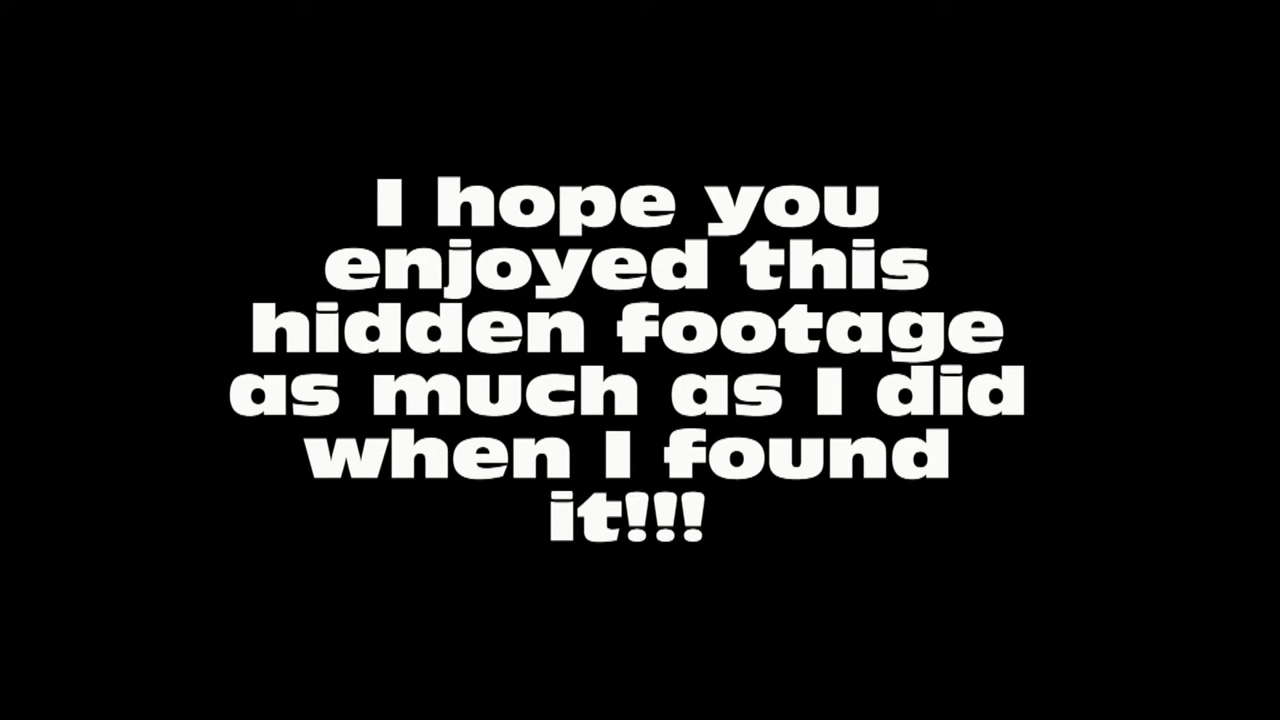 I hope you
enjoyed this
hidden footage
as much as I did
when I found
it!!!